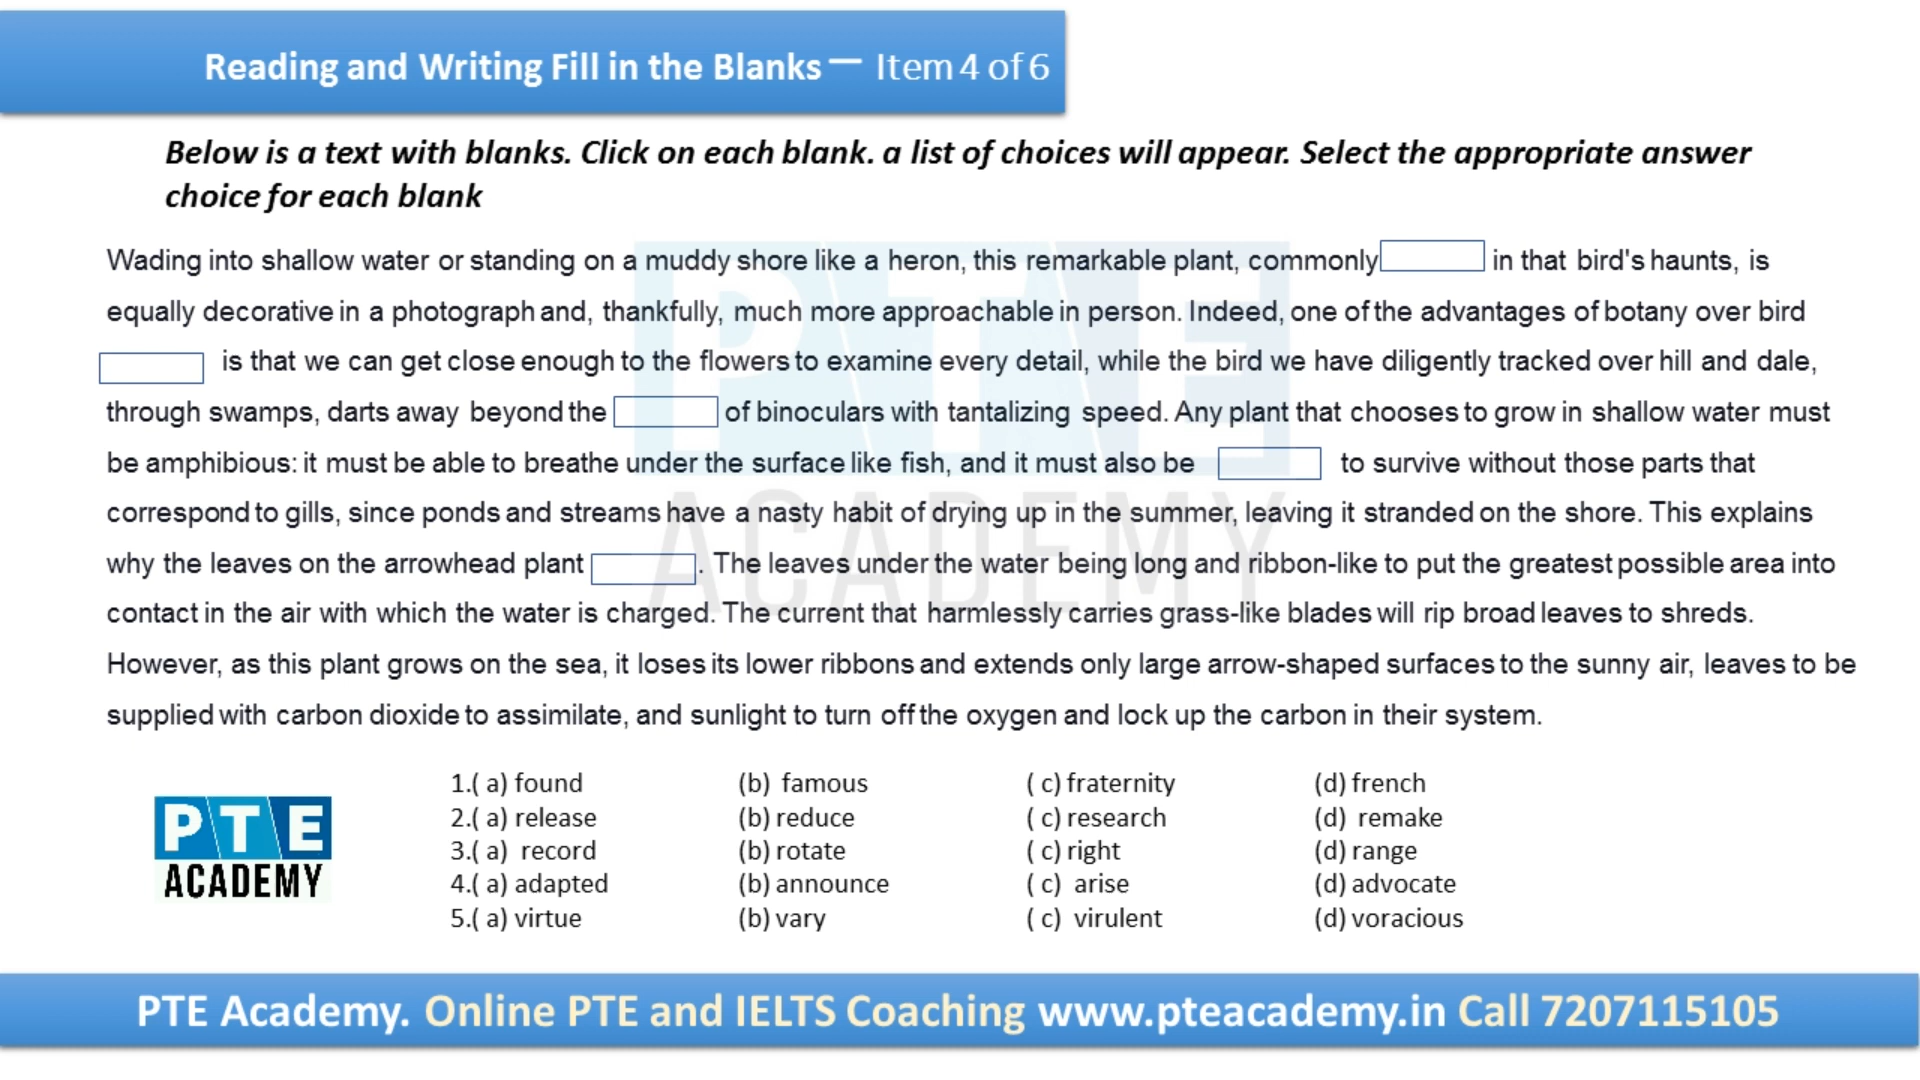 Reading and Writing Fill in the Blanks — Item 4 of 6
Below is a text with blanks. Click on each blank. a list of choices will appear. Select the appropriate answer
choice for each blank
Wading into shallow water or standing on a muddy shore like a heron, this remarkable plant, commonly in that bird's haunts, is
equally decorative in a photograph and, thankfully, much more approachable in person. Indeed, one of the advantages of botany over bird
is that we can get close enough to the flowers to examine every detail, while the bird we have diligently tracked over hill and dale,
through swamps, darts away beyond the of binoculars with tantalizing speed. Any plant that chooses to grow in shallow water must
be amphibious: it must be able to breathe under the surface like fish, and it must also be to survive without those parts that
correspond to gills, since ponds and streams have a nasty habit of drying up in the summer, leaving it stranded on the shore. This explains
why the leaves on the arrowhead plant . The leaves under the water being long and ribbon-like to put the greatest possible area into
contact in the air with which the water is charged. The current that harmlessly carries grass-like blades will rip broad leaves to shreds.
However, as this plant grows on the sea, it loses its lower ribbons and extends only large arrow-shaped surfaces to the sunny air, leaves to be
supplied with carbon dioxide to assimilate, and sunlight to turn off the oxygen and lock up the carbon in their system.
PTE
ACADEMY
1.( a) found (b) famous ( c) fraternity (d) french
2.( a) release (b) reduce ( c) research (d) remake
3.( a) record (b) rotate ( c) right (d) range
4.( a) adapted (b) announce ( c) arise (d) advocate
5.( a) virtue (b) vary ( c) virulent (d) voracious
PTE
ACADEMY
PTE Academy. Online PTE and IELTS Coaching www.pteacademy.in Call 7207115105